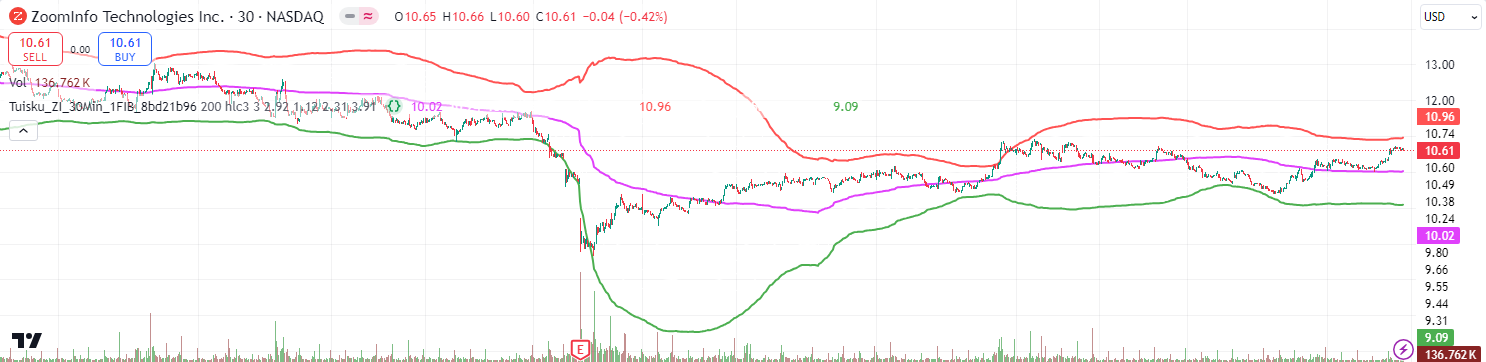 ZoomInfo Technologies Inc. · 30 · NASDAQ O10.65 H10.66 L10.60 C10.61 −0.04 (−0.42%)
USD
10.61
SELL
0.00
10.61
BUY
Vol 136.762 K
Tuisku_ZI_30Min_1FIB_8bd21b96 200 hlc3 3 2.92 1.12 2.31 3.91 10.02 10.96 9.09
13.00
12.00
10.96
10.74
10.61
10.60
10.49
10.38
10.24
10.02
9.80
9.66
9.55
9.44
9.31
9.09
136.762 K
E